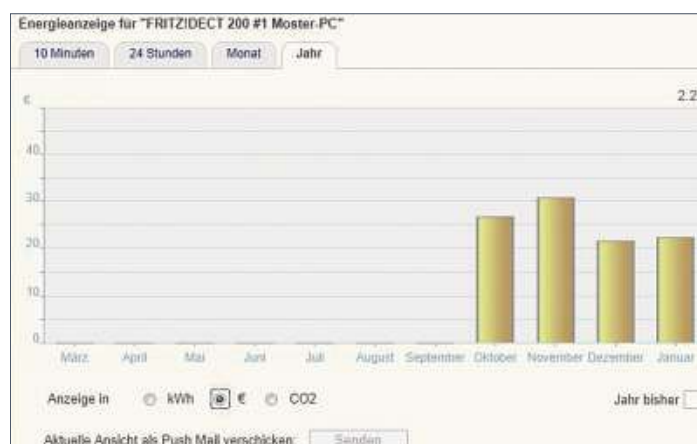 Energieanzeige für "FRITZ!DECT 200 #1 Moster-PC"
10 Minuten 24 Stunden Monat Jahr
€ 2.2
40
30
20
10
0
März April Mai Juni Juli August September Oktober November Dezember Januar
Anzeige in kWh € CO2 Jahr bisher
Aktuelle Ansicht als Push Mail verschicken: Senden